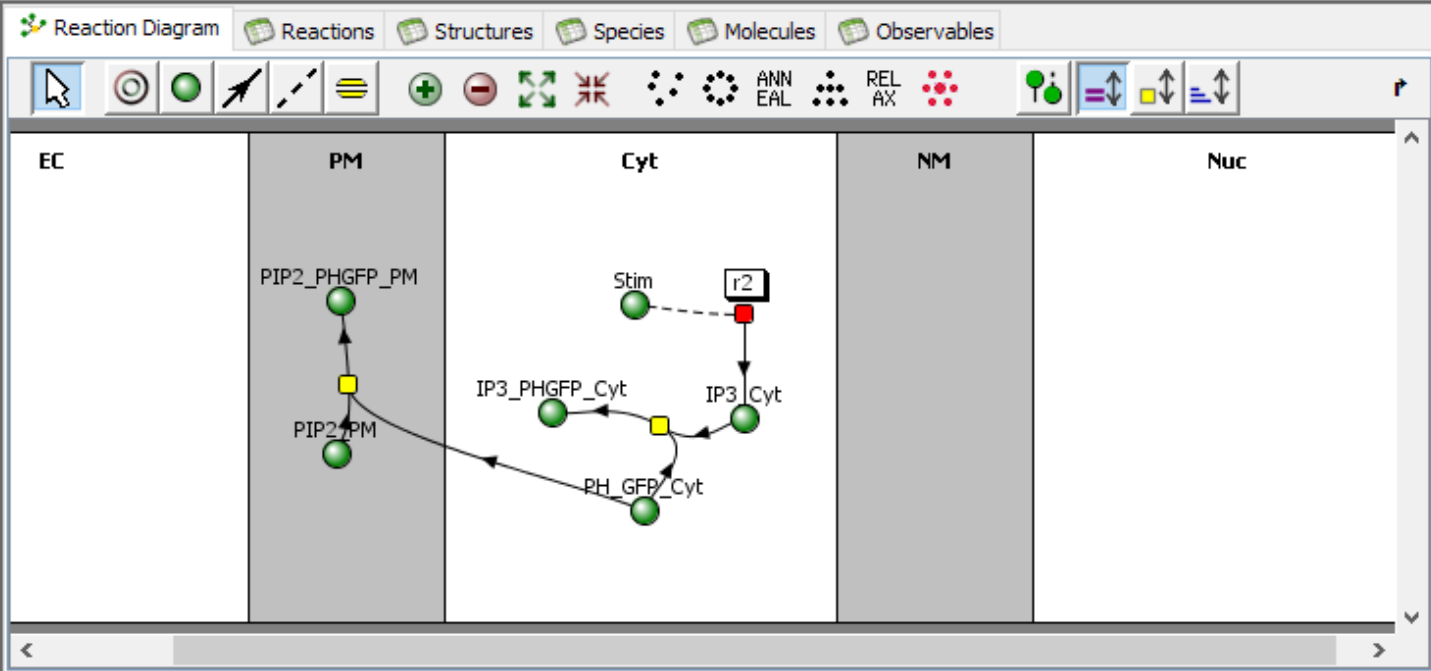 Reaction Diagram
Reactions
Structures
Species
Molecules
Observables
ANN
EAL
REL
AX
EC
PM
Cyt
NM
Nuc
PIP2_PHGFP_PM
Stim
r2
IP3_PHGFP_Cyt
IP3_Cyt
PIP2_PM
PH_GFP_Cyt